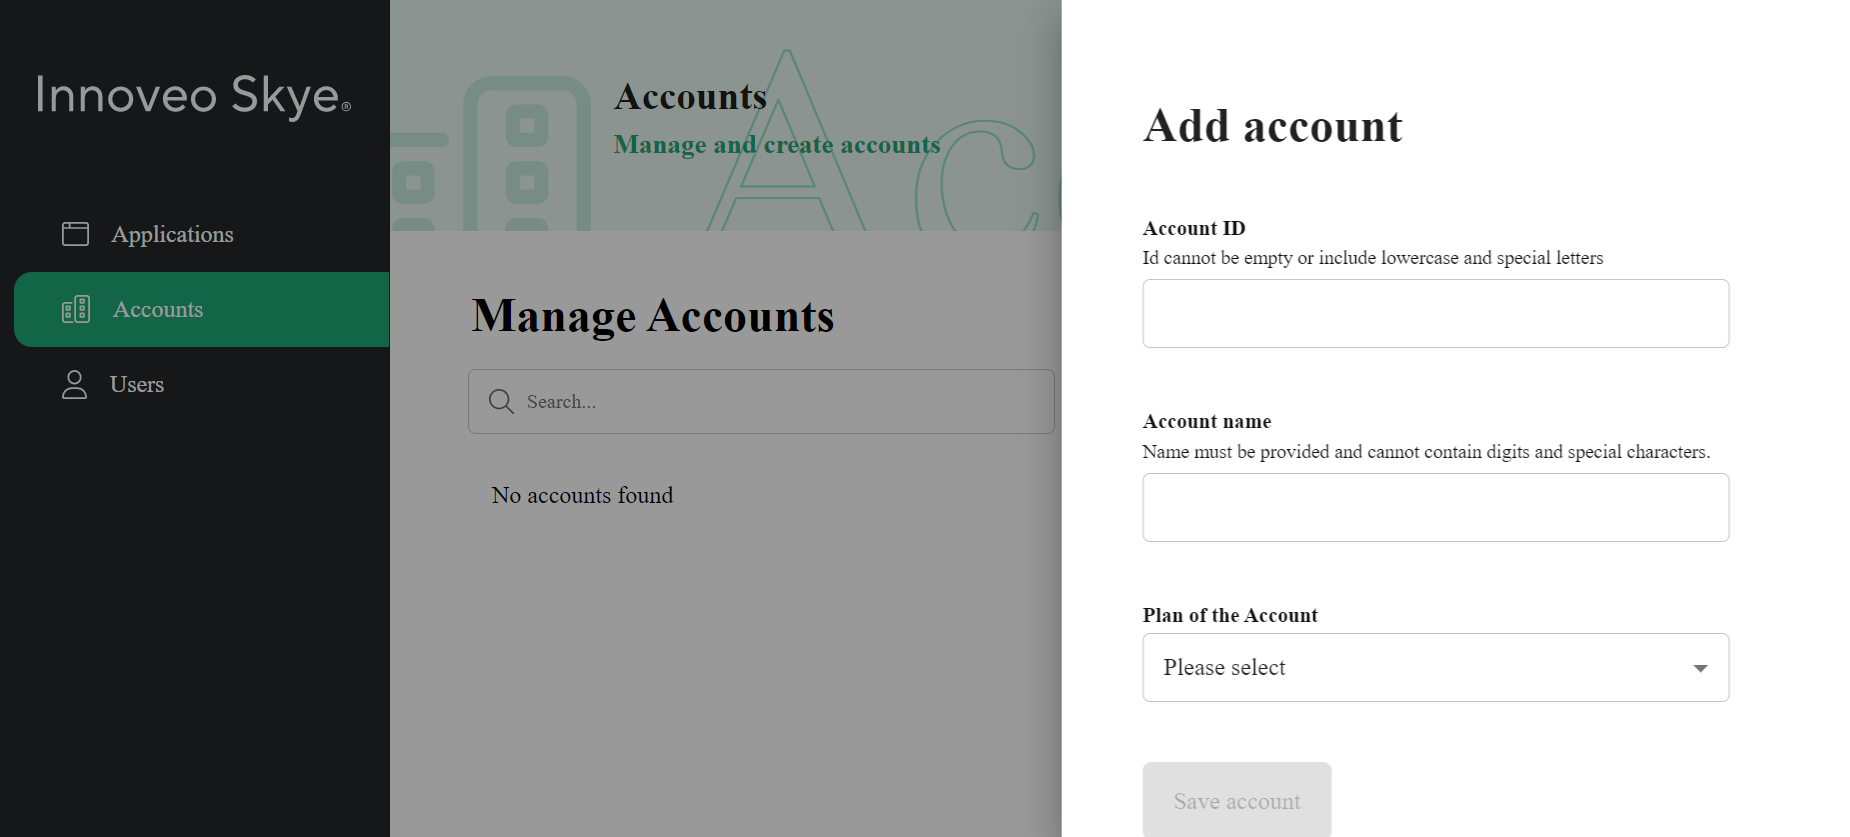 Innoveo Skye®
Applications
Accounts
Users
Accounts
Manage and create accounts
Ac
Manage Accounts
Search...
No accounts found
Add account
Account ID
Id cannot be empty or include lowercase and special letters
Account name
Name must be provided and cannot contain digits and special characters.
Plan of the Account
Please select
Save account